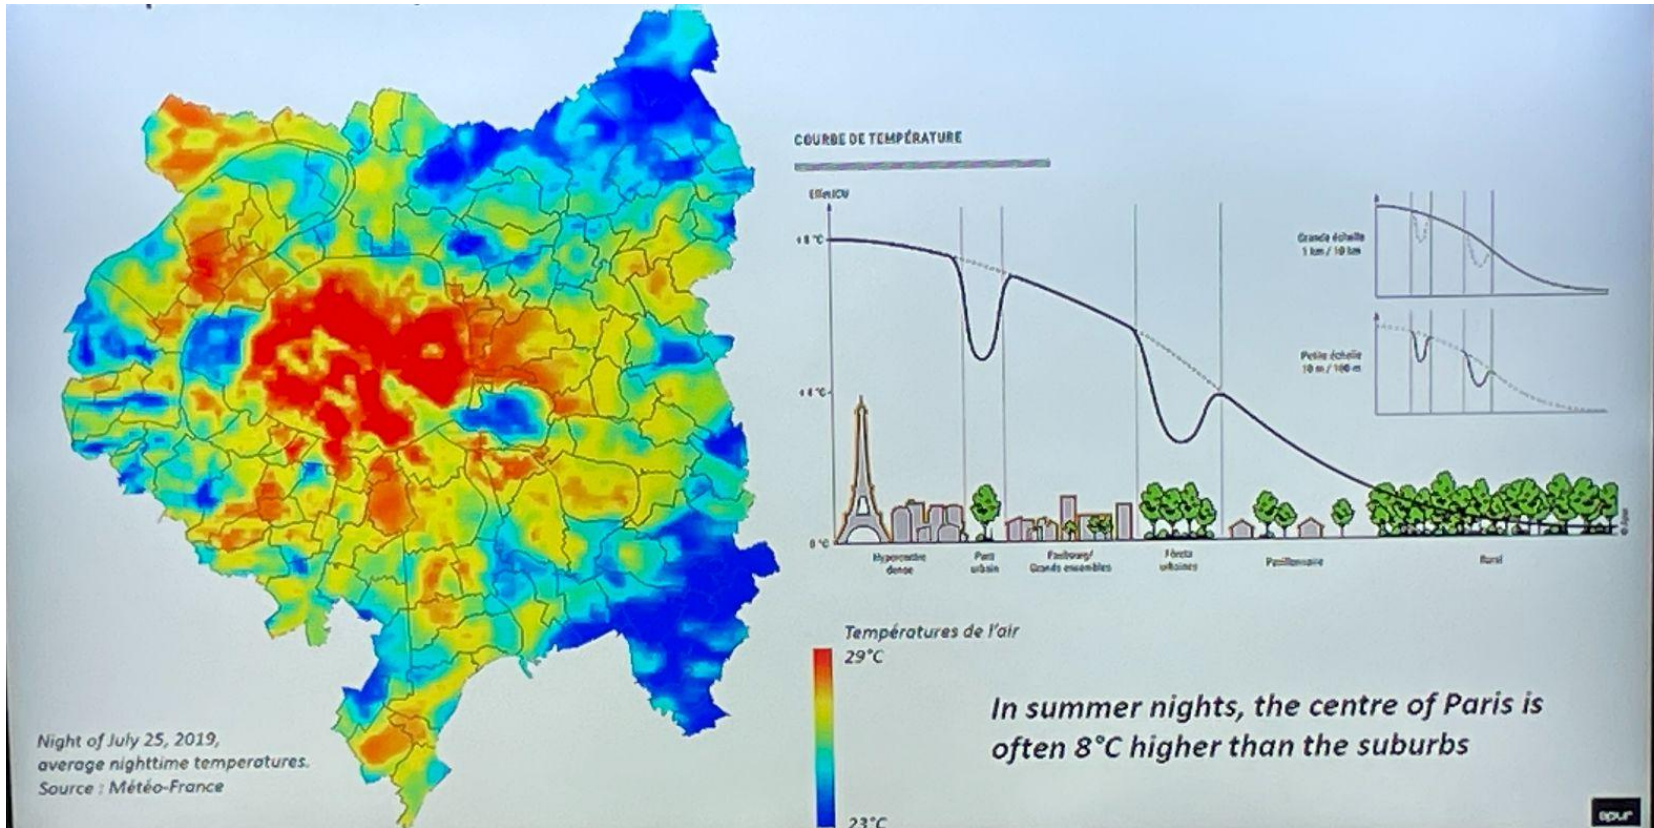 COURBE DE TEMPÉRATURE
Effet ICU
+8 °C
+4 °C
0 °C
Hypercentre
dense
Parc
urbain
Faubourg/
Grands ensembles
Forêts
urbaines
Pavillonnaire
Rural
Grande échelle
1 km / 10 km
Petite échelle
10 m / 100 m
Températures de l'air
29°C
23°C
In summer nights, the centre of Paris is
often 8°C higher than the suburbs
Night of July 25, 2019,
average nighttime temperatures.
Source : Météo-France
apur